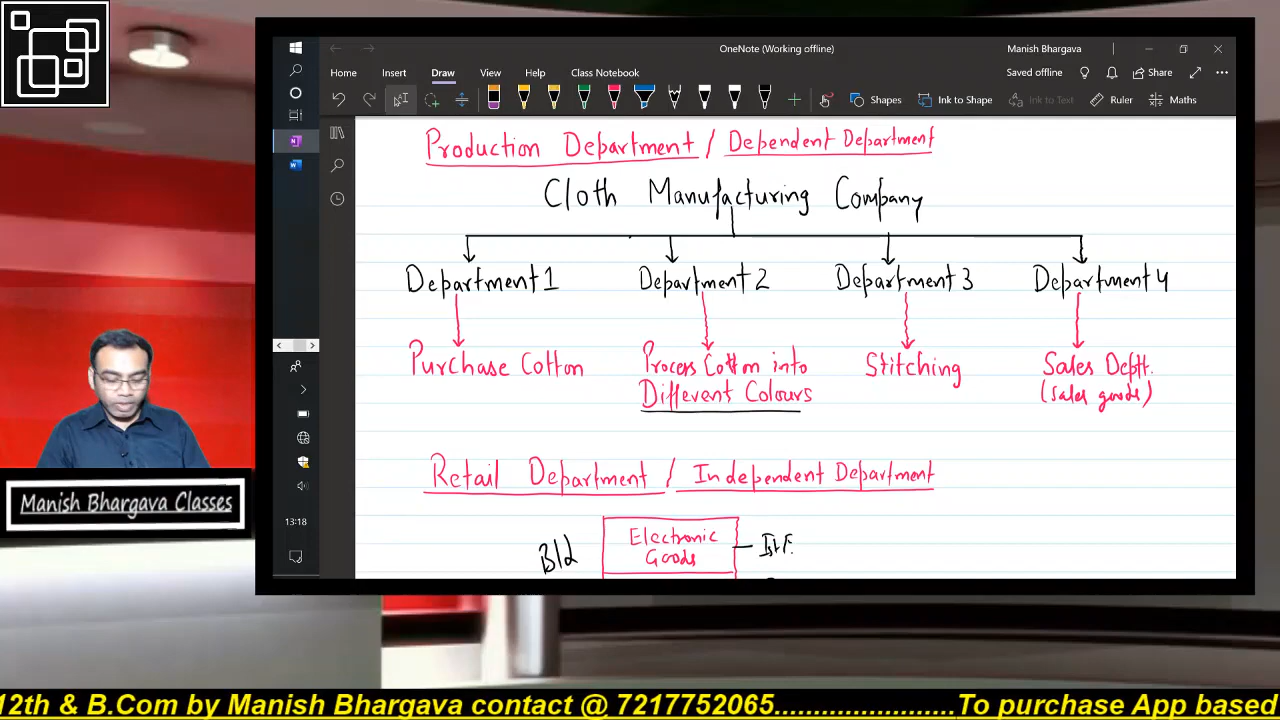 OneNote (Working offline)
Manish Bhargava
Home Insert Draw View Help Class Notebook
Saved offline
Share
Shapes
Ink to Shape
Ink to Text
Ruler
Maths
Production Department / Dependent Department
Cloth Manufacturing Company
Department 1 Department 2 Department 3 Department 4
Purchase Cotton
Process Cotton into
Different Colours
Stitching
Sales Deptt.
(Sales goods)
Retail Department / Independent Department
Electronic
Goods
Manish Bhargava Classes
13:18
12th & B.Com by Manish Bhargava contact @ 7217752065.......................To purchase App based